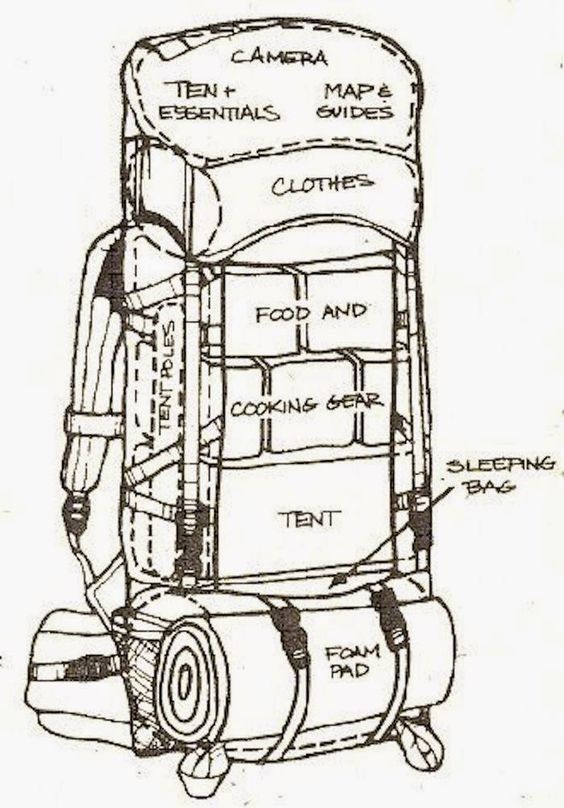 CAMERA
TEN +
ESSENTIALS
MAP &
GUIDES
CLOTHES
FOOD AND
TENT POLES
COOKING GEAR
SLEEPING
BAG
TENT
FOAM
PAD